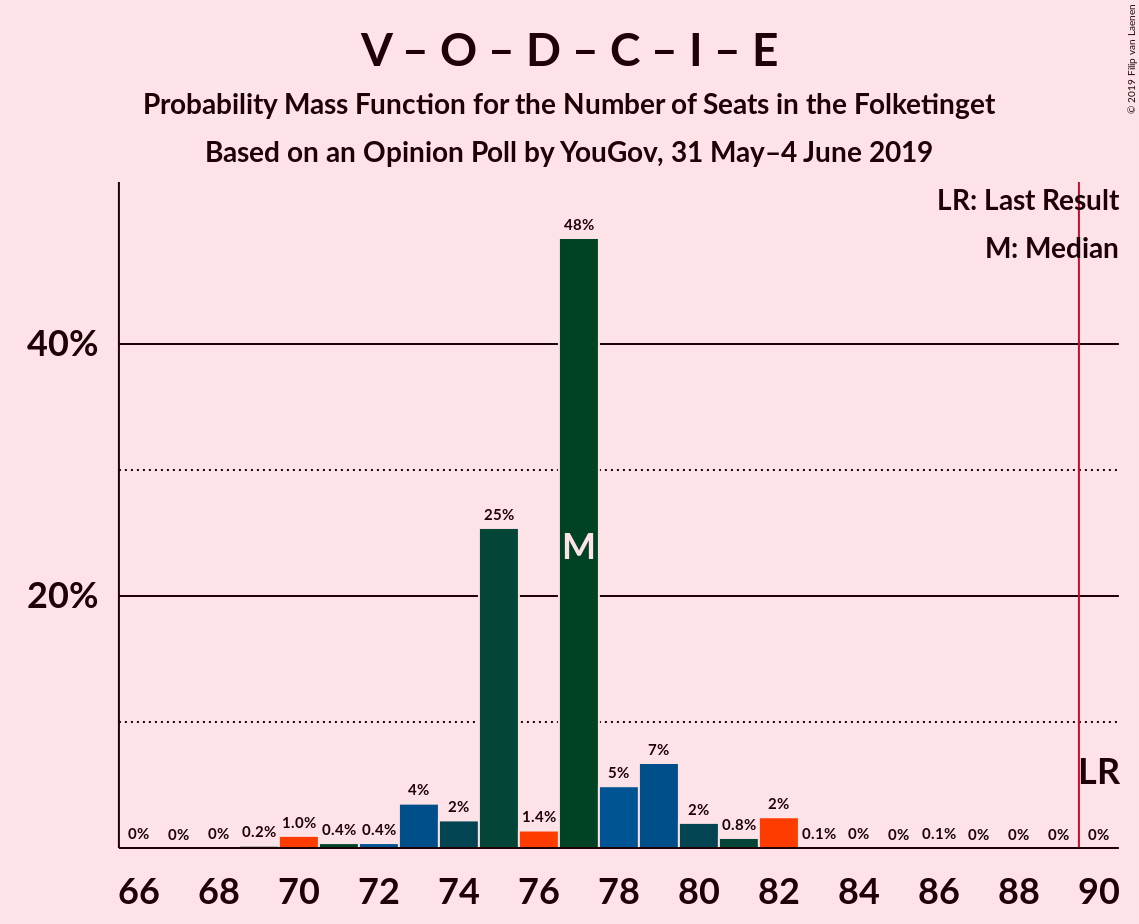 V – O – D – C – I – E
Probability Mass Function for the Number of Seats in the Folketinget
Based on an Opinion Poll by YouGov, 31 May–4 June 2019
© 2019 Filip van Laenen
LR: Last Result
M: Median
40%
20%
0% 0% 0% 0.2% 1.0% 0.4% 0.4% 4% 2% 25% 1.4% 48% 5% 7% 2% 0.8% 2% 0.1% 0% 0% 0.1% 0% 0% 0% 0%
M
LR
66 68 70 72 74 76 78 80 82 84 86 88 90